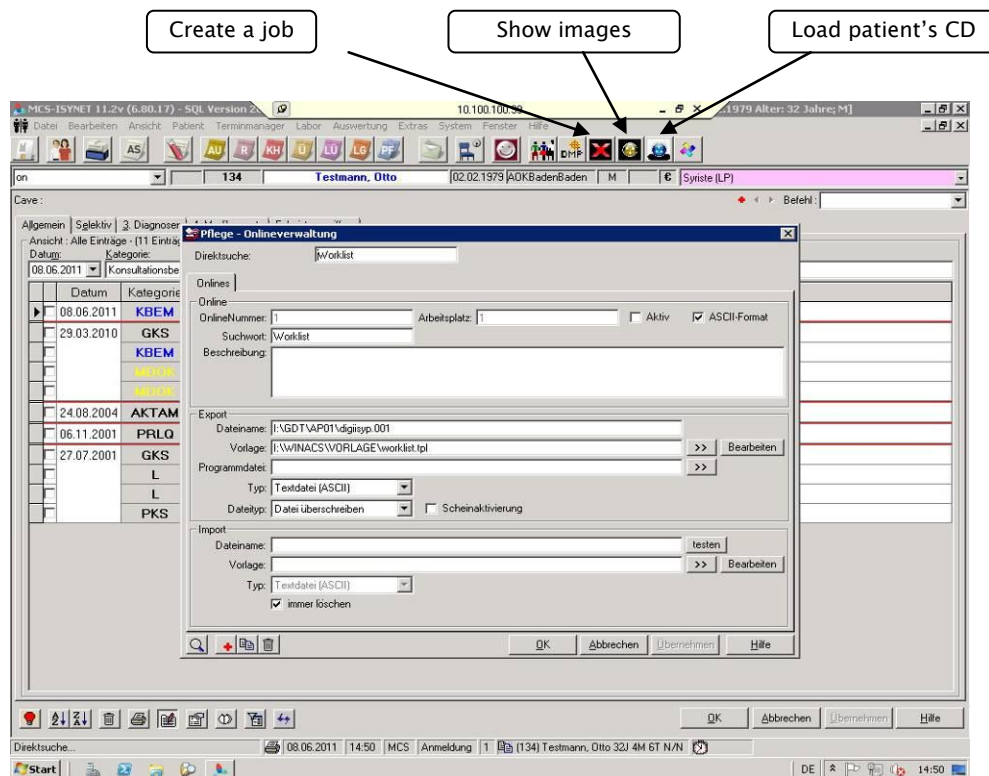 Create a job
Show images
Load patient's CD
MCS-ISYNET 11.2v (6.80.17) - SQL Version 2
10.100.100.99
.1979 Alter: 32 Jahre; M]
Datei Bearbeiten Ansicht Patient Terminmanager Labor Auswertung Extras System Fenster Hilfe
AS, AU R KH Ü LÜ LG PF DMP
on 134 Testmann, Otto 02.02.1979 AOKBadenBaden M € Syriste (LP)
Cave : Befehl :
Allgemein Selektiv 3. Diagnosen
Ansicht : Alle Einträge - (11 Einträg
Datum: Kategorie:
08.06.2011 Konsultationsbe
Datum Kategorie
08.06.2011 KBEM
29.03.2010 GKS
KBEM
MDOK
MDOK
24.08.2004 AKTAM
06.11.2001 PRLQ
27.07.2001 GKS
L
L
PKS
Pflege - Onlineverwaltung
Direktsuche: Worklist
Onlines
Online
OnlineNummer: 1 Arbeitsplatz: 1 Aktiv ASCII-Format
Suchwort: Worklist
Beschreibung:
Export
Dateiname: I:\GDT\AP01\digiisyp.001
Vorlage: I:\WINACS\VORLAGE\worklist.tpl >> Bearbeiten
Programmdatei: >>
Typ: Textdatei (ASCII)
Dateityp: Datei überschreiben Scheinaktivierung
Import
Dateiname: testen
Vorlage: >> Bearbeiten
Typ: Textdatei (ASCII)
immer löschen
OK Abbrechen Übernehmen Hilfe
OK Abbrechen Übernehmen Hilfe
Direktsuche... 08.06.2011 14:50 MCS Anmeldung 1 (134) Testmann, Otto 32J 4M 6T N/N
Start DE 14:50